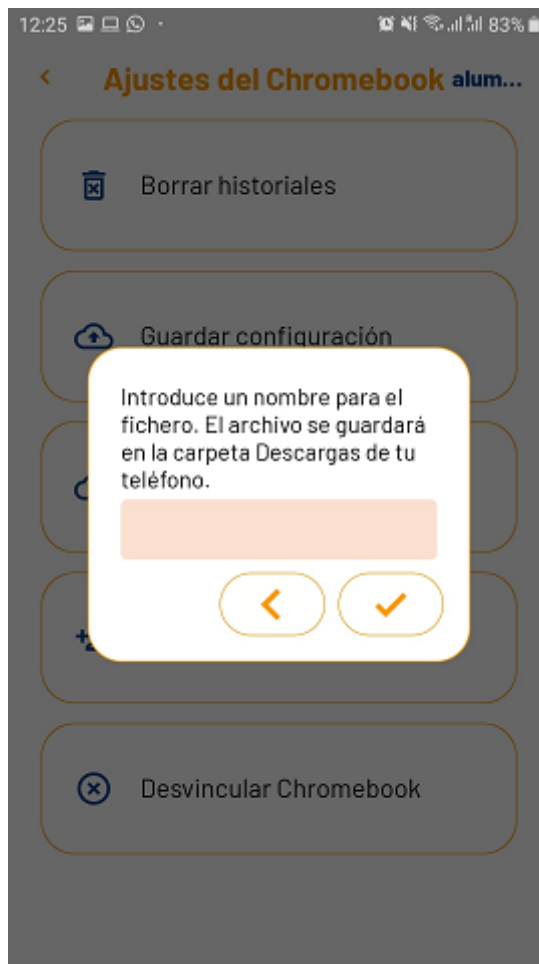 12:25 83%
Ajustes del Chromebook alum...
Borrar historiales
Guardar configuración
Introduce un nombre para el
fichero. El archivo se guardará
en la carpeta Descargas de tu
teléfono.
Desvincular Chromebook